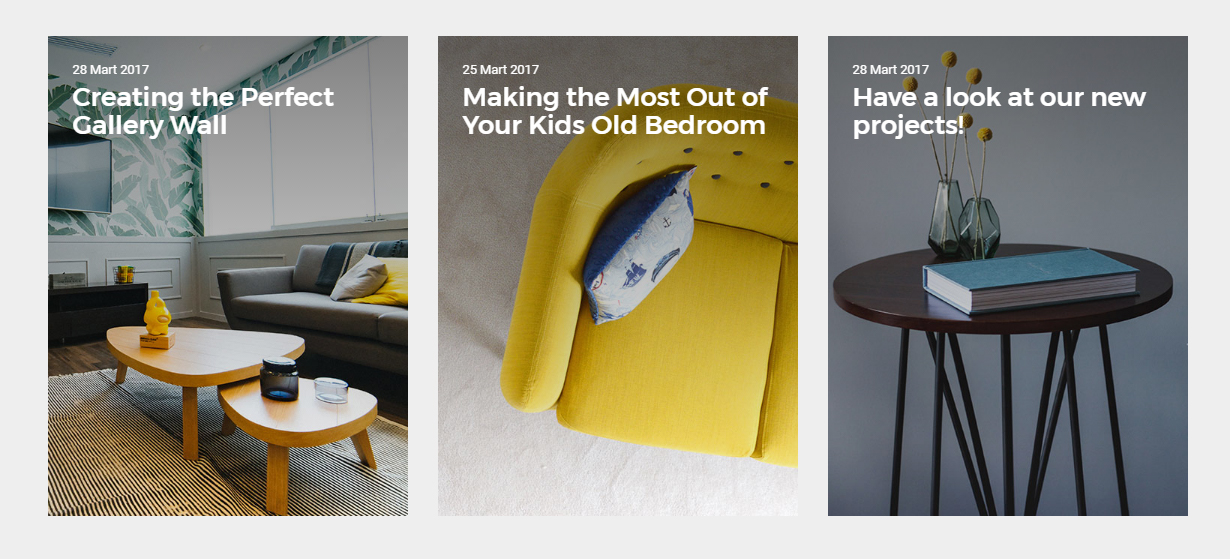 28 Mart 2017
Creating the Perfect
Gallery Wall
25 Mart 2017
Making the Most Out of
Your Kids Old Bedroom
28 Mart 2017
Have a look at our new
projects!